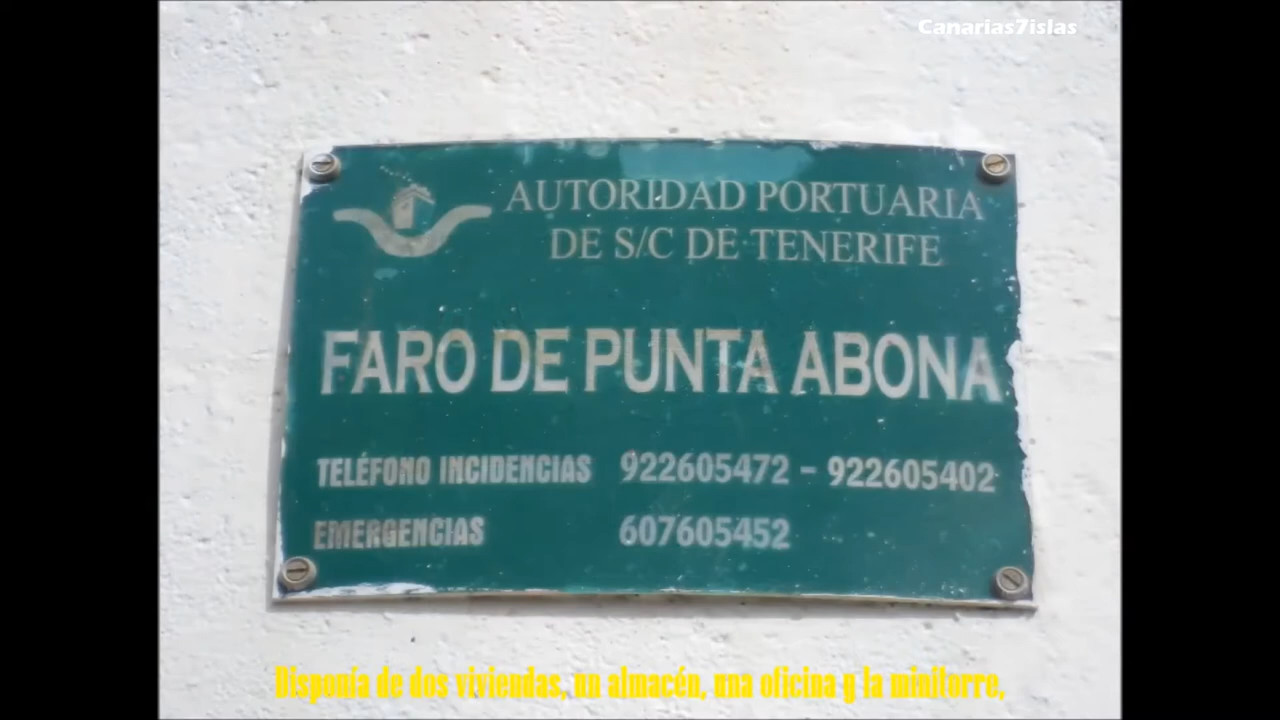 Canarias7islas
AUTORIDAD PORTUARIA
DE S/C DE TENERIFE
FARO DE PUNTA ABONA
TELÉFONO INCIDENCIAS 922605472 - 922605402
EMERGENCIAS 607605452
Disponía de dos viviendas, un almacén, una oficina y la minitorre,